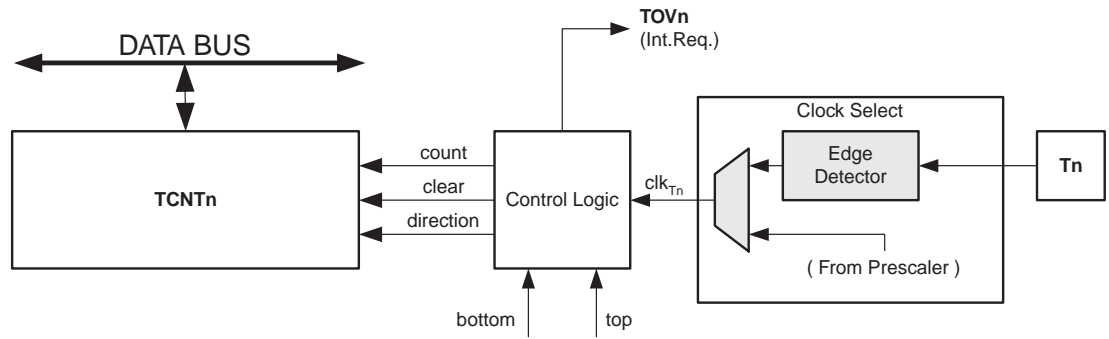 TOVn
(Int.Req.)
DATA BUS
Clock Select
count
Edge
Detector
Tn
clear
TCNTn
Control Logic
clkTn
direction
( From Prescaler )
bottom
top